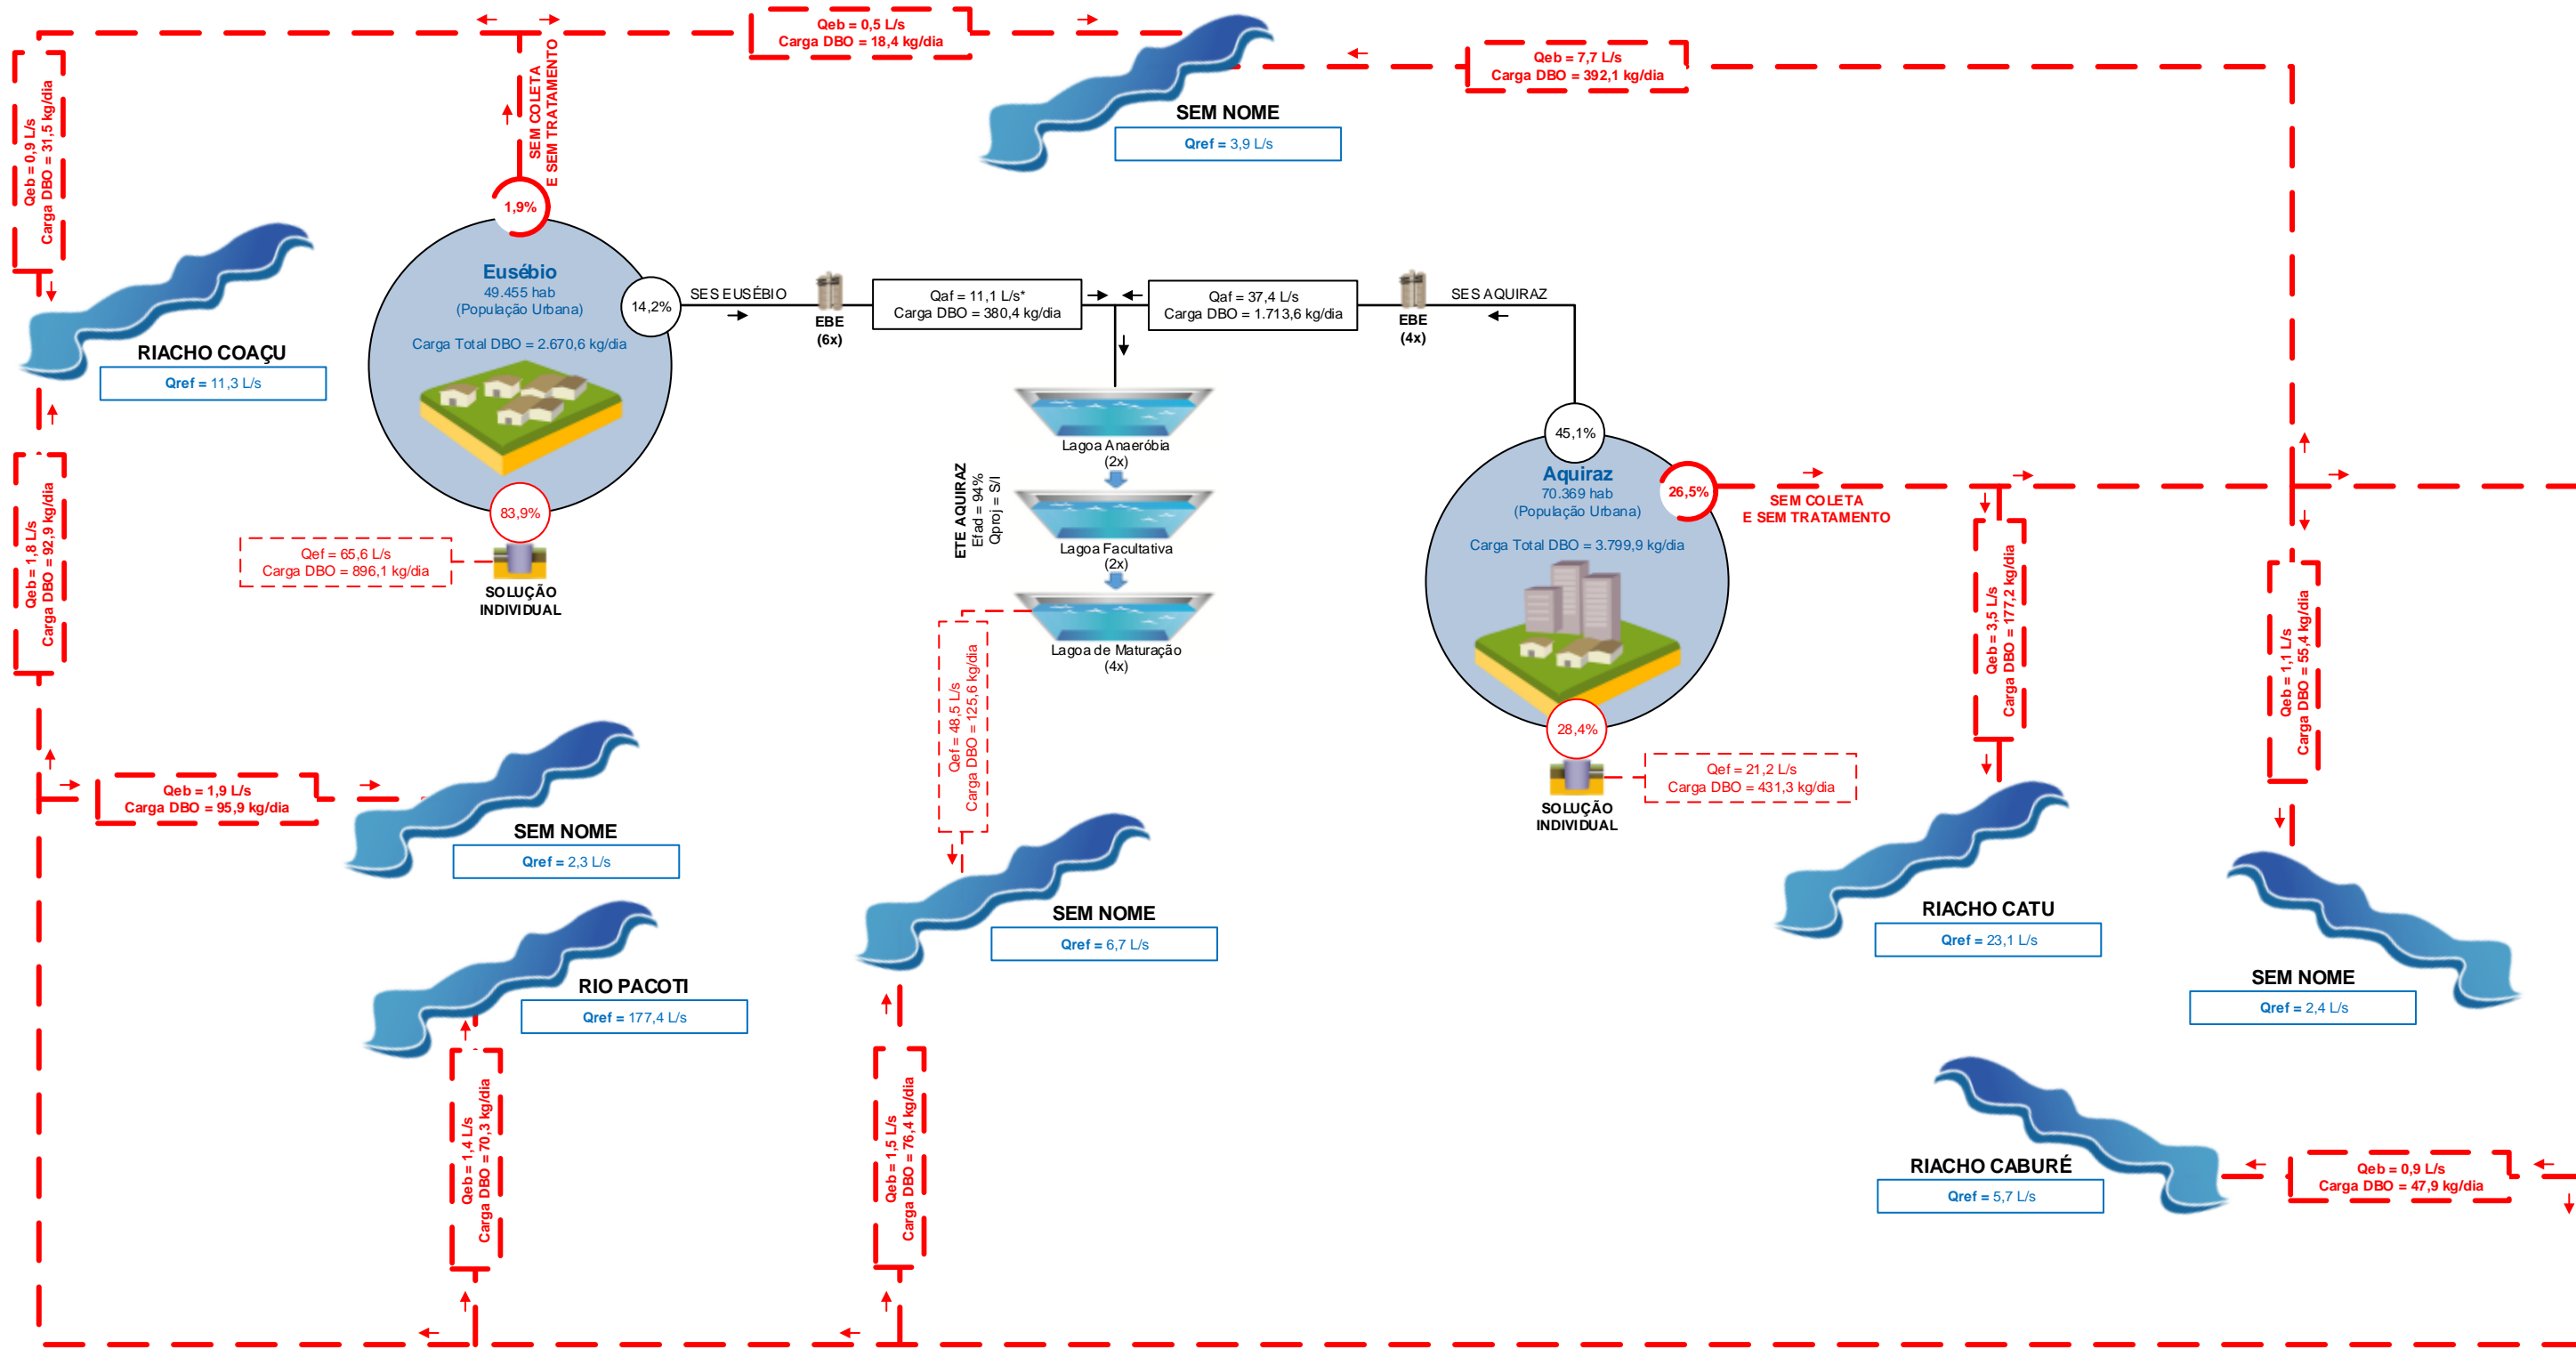 Qeb = 0,5 L/s
Carga DBO = 18,4 kg/dia
Qeb = 7,7 L/s
Carga DBO = 392,1 kg/dia
Qeb = 0,9 L/s
Carga DBO = 31,5 kg/dia
SEM COLETA
E SEM TRATAMENTO
SEM NOME
Qref = 3,9 L/s
1,9%
Eusébio
49.455 hab
(População Urbana)
Carga Total DBO = 2.670,6 kg/dia
14,2%
SES EUSÉBIO
EBE
(6x)
Qaf = 11,1 L/s*
Carga DBO = 380,4 kg/dia
Qaf = 37,4 L/s
Carga DBO = 1.713,6 kg/dia
EBE
(4x)
SES AQUIRAZ
RIACHO COAÇU
Qref = 11,3 L/s
83,9%
Qef = 65,6 L/s
Carga DBO = 896,1 kg/dia
SOLUÇÃO
INDIVIDUAL
Qeb = 1,8 L/s
Carga DBO = 92,9 kg/dia
Lagoa Anaeróbia
(2x)
ETE AQUIRAZ
Efad = 94%
Qproj = S/I
Lagoa Facultativa
(2x)
Lagoa de Maturação
(4x)
45,1%
Aquiraz
70.369 hab
(População Urbana)
Carga Total DBO = 3.799,9 kg/dia
26,5%
SEM COLETA
E SEM TRATAMENTO
28,4%
Qef = 21,2 L/s
Carga DBO = 431,3 kg/dia
SOLUÇÃO
INDIVIDUAL
Qeb = 3,5 L/s
Carga DBO = 177,2 kg/dia
Qeb = 1,1 L/s
Carga DBO = 55,4 kg/dia
Qef = 48,5 L/s
Carga DBO = 125,6 kg/dia
Qeb = 1,9 L/s
Carga DBO = 95,9 kg/dia
SEM NOME
Qref = 2,3 L/s
SEM NOME
Qref = 6,7 L/s
RIACHO CATU
Qref = 23,1 L/s
SEM NOME
Qref = 2,4 L/s
RIO PACOTI
Qref = 177,4 L/s
Qeb = 1,4 L/s
Carga DBO = 70,3 kg/dia
Qeb = 1,5 L/s
Carga DBO = 76,4 kg/dia
RIACHO CABURÉ
Qref = 5,7 L/s
Qeb = 0,9 L/s
Carga DBO = 47,9 kg/dia